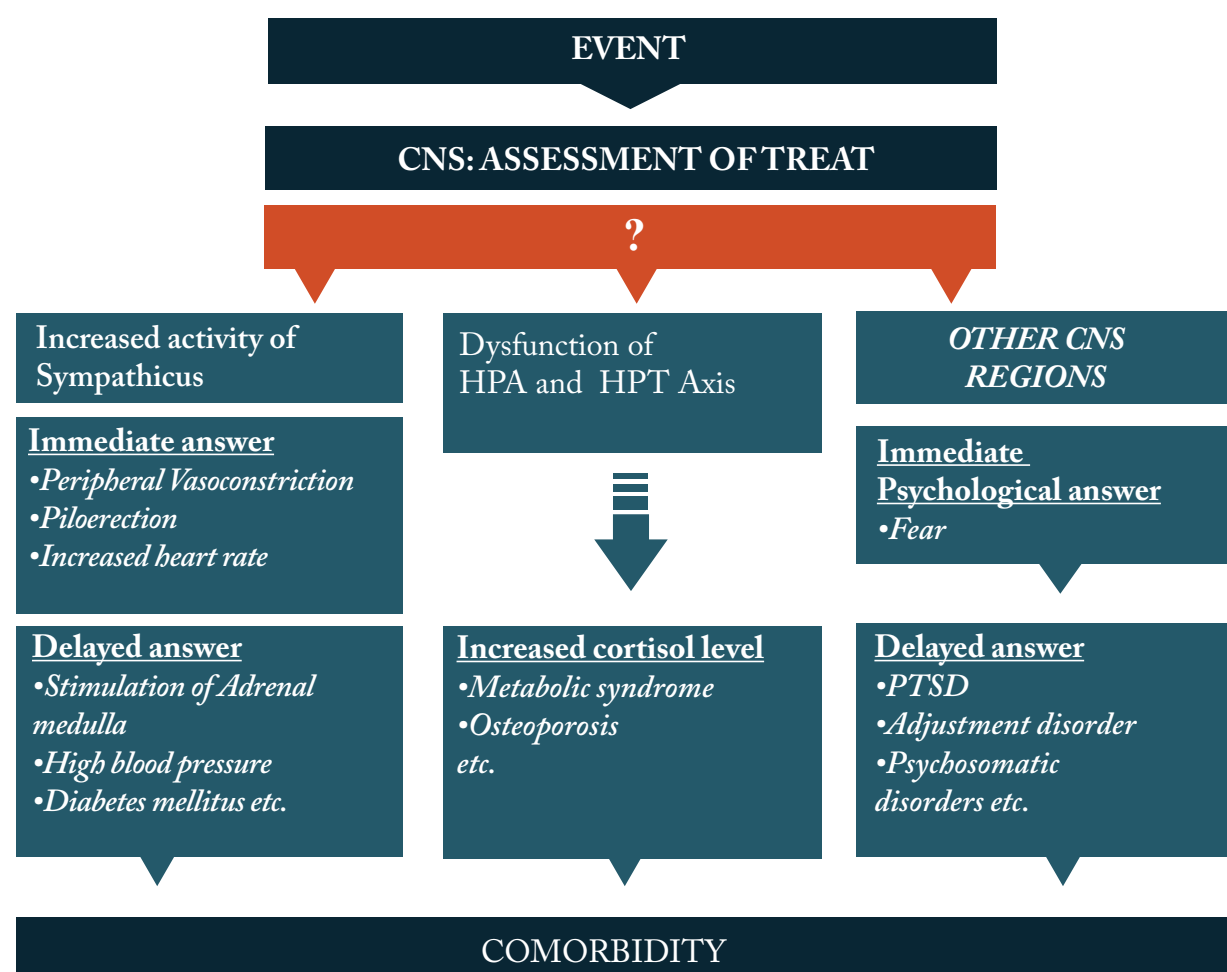 EVENT
CNS: ASSESSMENT OF TREAT
?
Increased activity of
Sympathicus
Immediate answer
•Peripheral Vasoconstriction
•Piloerection
•Increased heart rate
Delayed answer
•Stimulation of Adrenal
medulla
•High blood pressure
•Diabetes mellitus etc.
Dysfunction of
HPA and HPT Axis
Increased cortisol level
•Metabolic syndrome
•Osteoporosis
etc.
OTHER CNS
REGIONS
Immediate
Psychological answer
•Fear
Delayed answer
•PTSD
•Adjustment disorder
•Psychosomatic
disorders etc.
COMORBIDITY